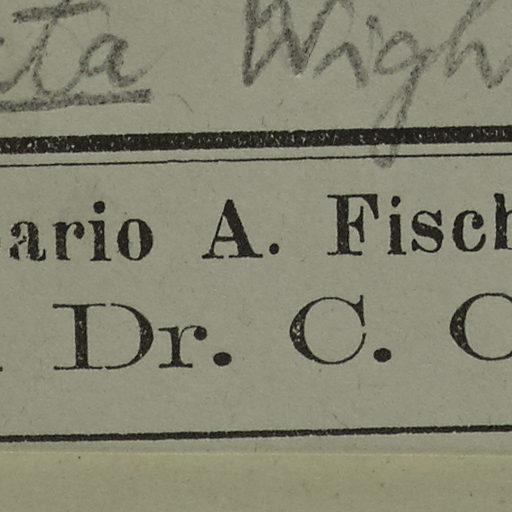 ta Wigh
ario A. Fisch
Dr. C. C